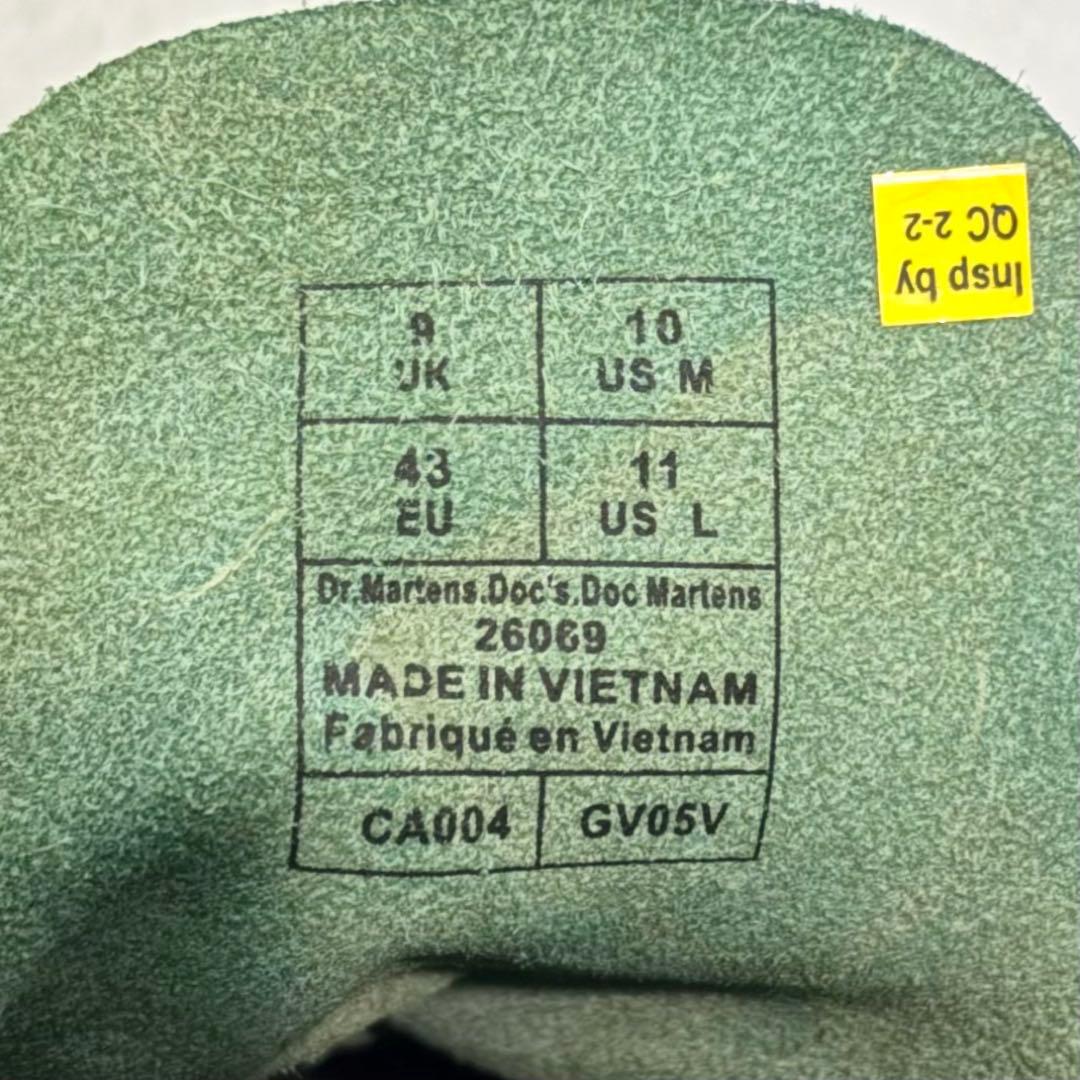 9 UK
10 US M
43 EU
11 US L
Dr.Martens.Doc's.Doc Martens
26069
MADE IN VIETNAM
Fabriqué en Vietnam
CA004 GV05V
Insp by
QC 2-2